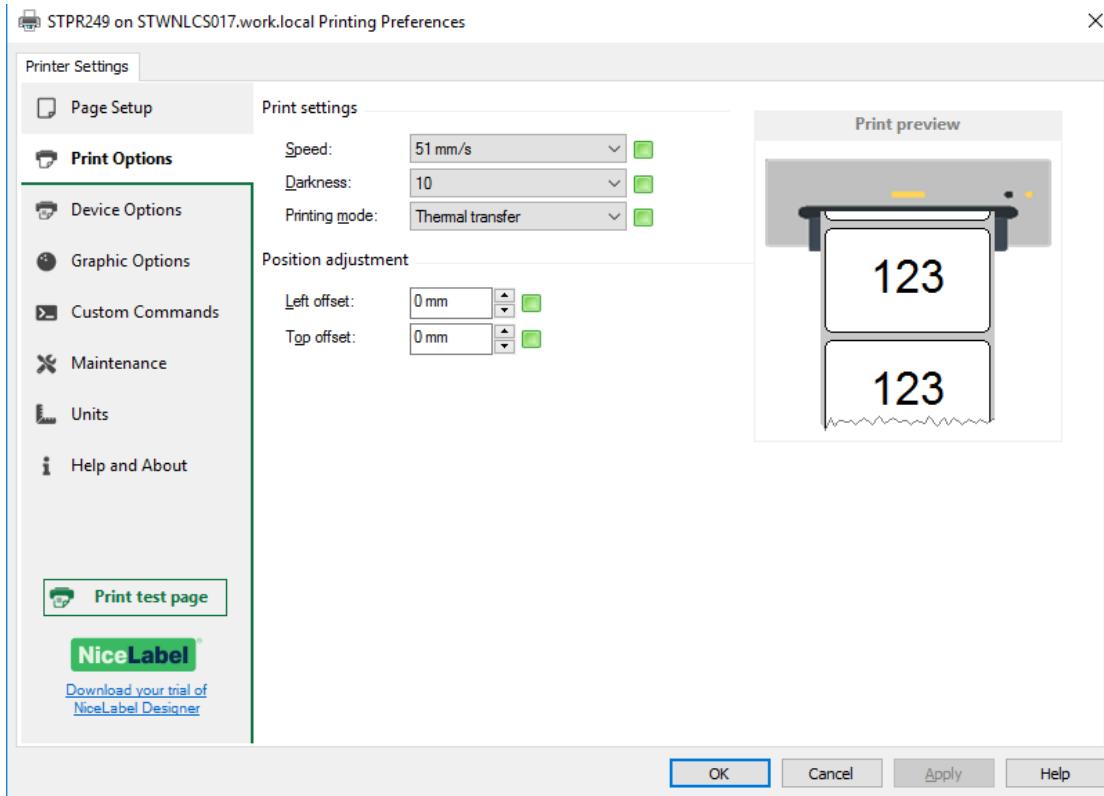 STPR249 on STWNLCS017.work.local Printing Preferences
Printer Settings
Page Setup
Print Options
Device Options
Graphic Options
Custom Commands
Maintenance
Units
Help and About
Print test page
NiceLabel®
Download your trial of
NiceLabel Designer
Print settings
Speed: 51 mm/s
Darkness: 10
Printing mode: Thermal transfer
Position adjustment
Left offset: 0 mm
Top offset: 0 mm
Print preview
123
123
OK Cancel Apply Help